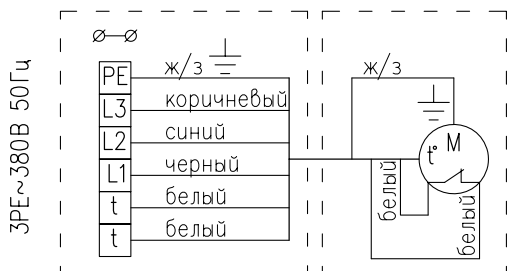 3PE~380В 50Гц
PE ж/з
L3 коричневый
L2 синий
L1 черный
t белый
t белый
ж/з
M
t°
белый
белый